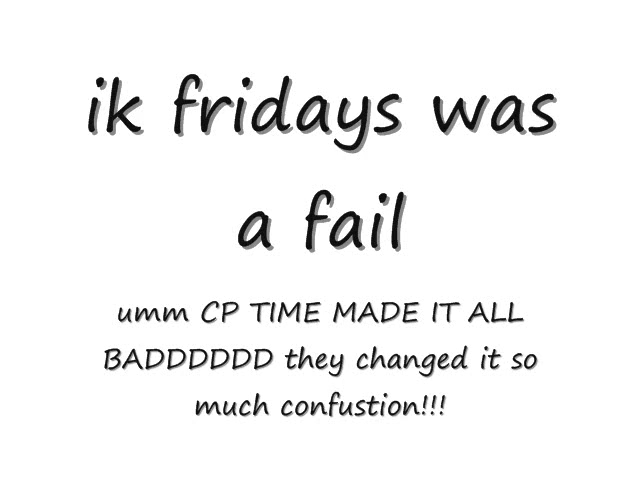 ik fridays was
a fail
umm CP TIME MADE IT ALL
BADDDDDD they changed it so
much confustion!!!